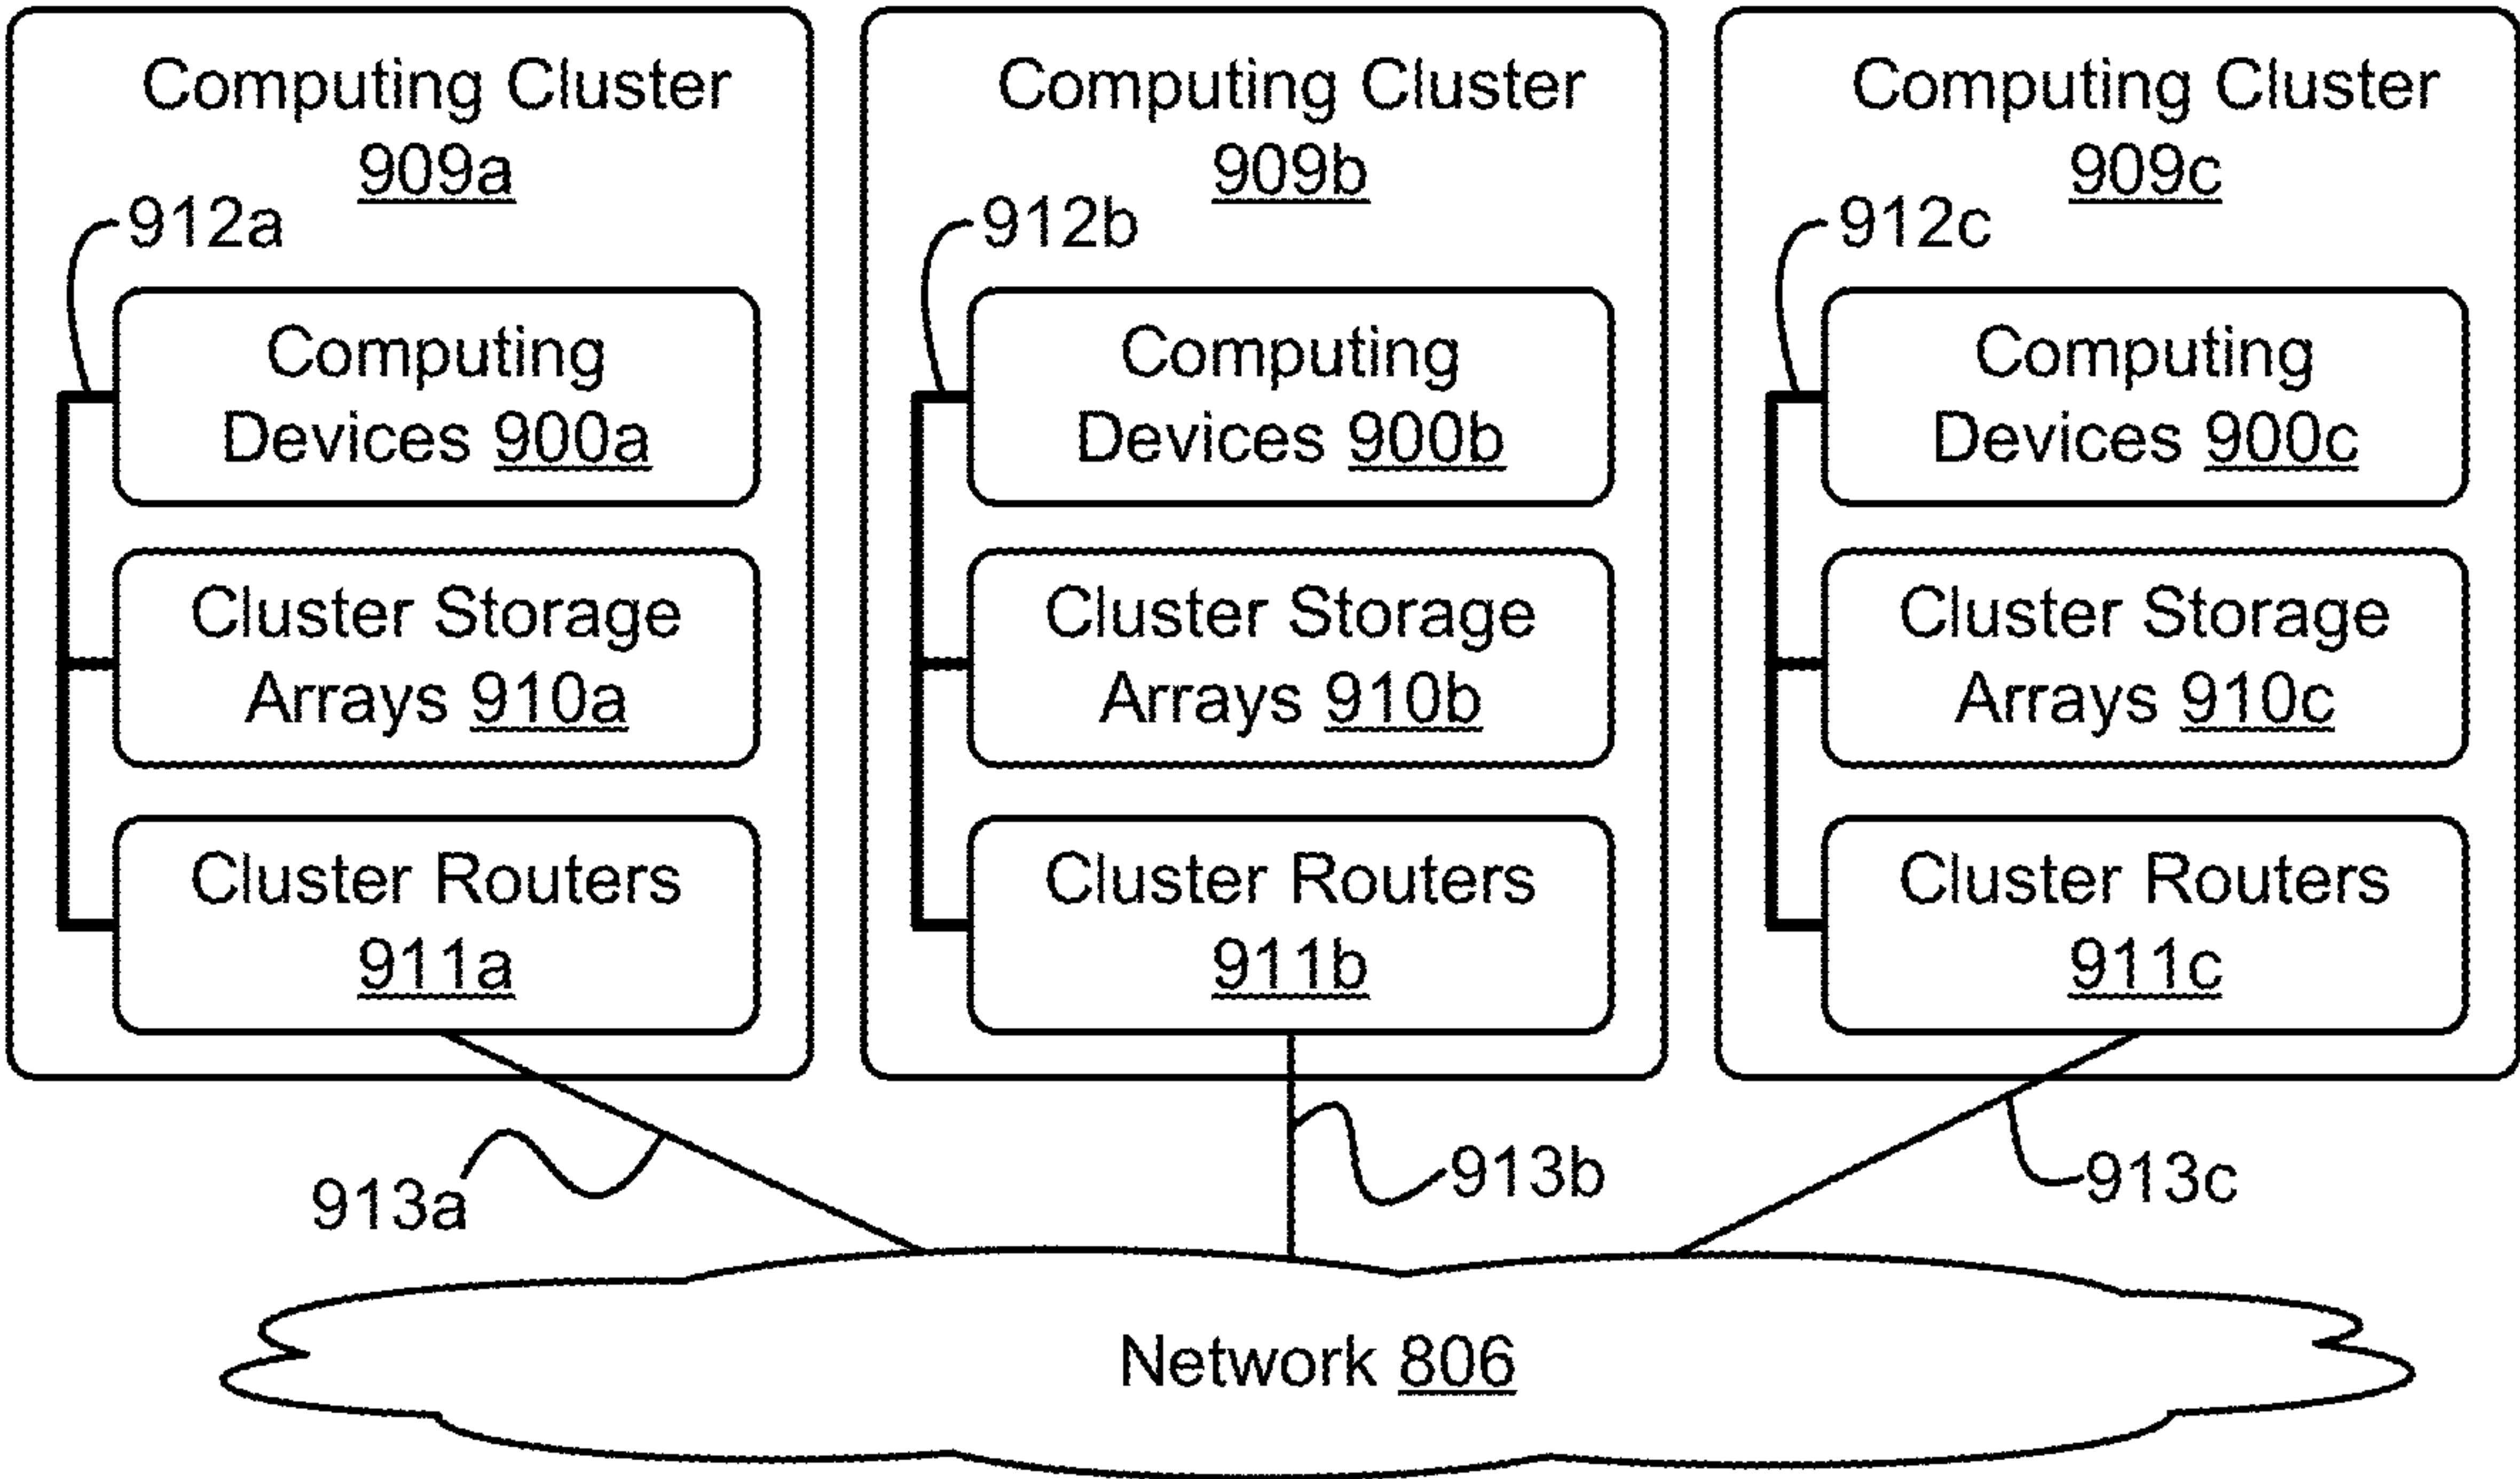 Computing Cluster
909a
912a
Computing
Devices 900a
Cluster Storage
Arrays 910a
Cluster Routers
911a
Computing Cluster
909b
912b
Computing
Devices 900b
Cluster Storage
Arrays 910b
Cluster Routers
911b
Computing Cluster
909c
912c
Computing
Devices 900c
Cluster Storage
Arrays 910c
Cluster Routers
911c
913a
913b
913c
Network 806